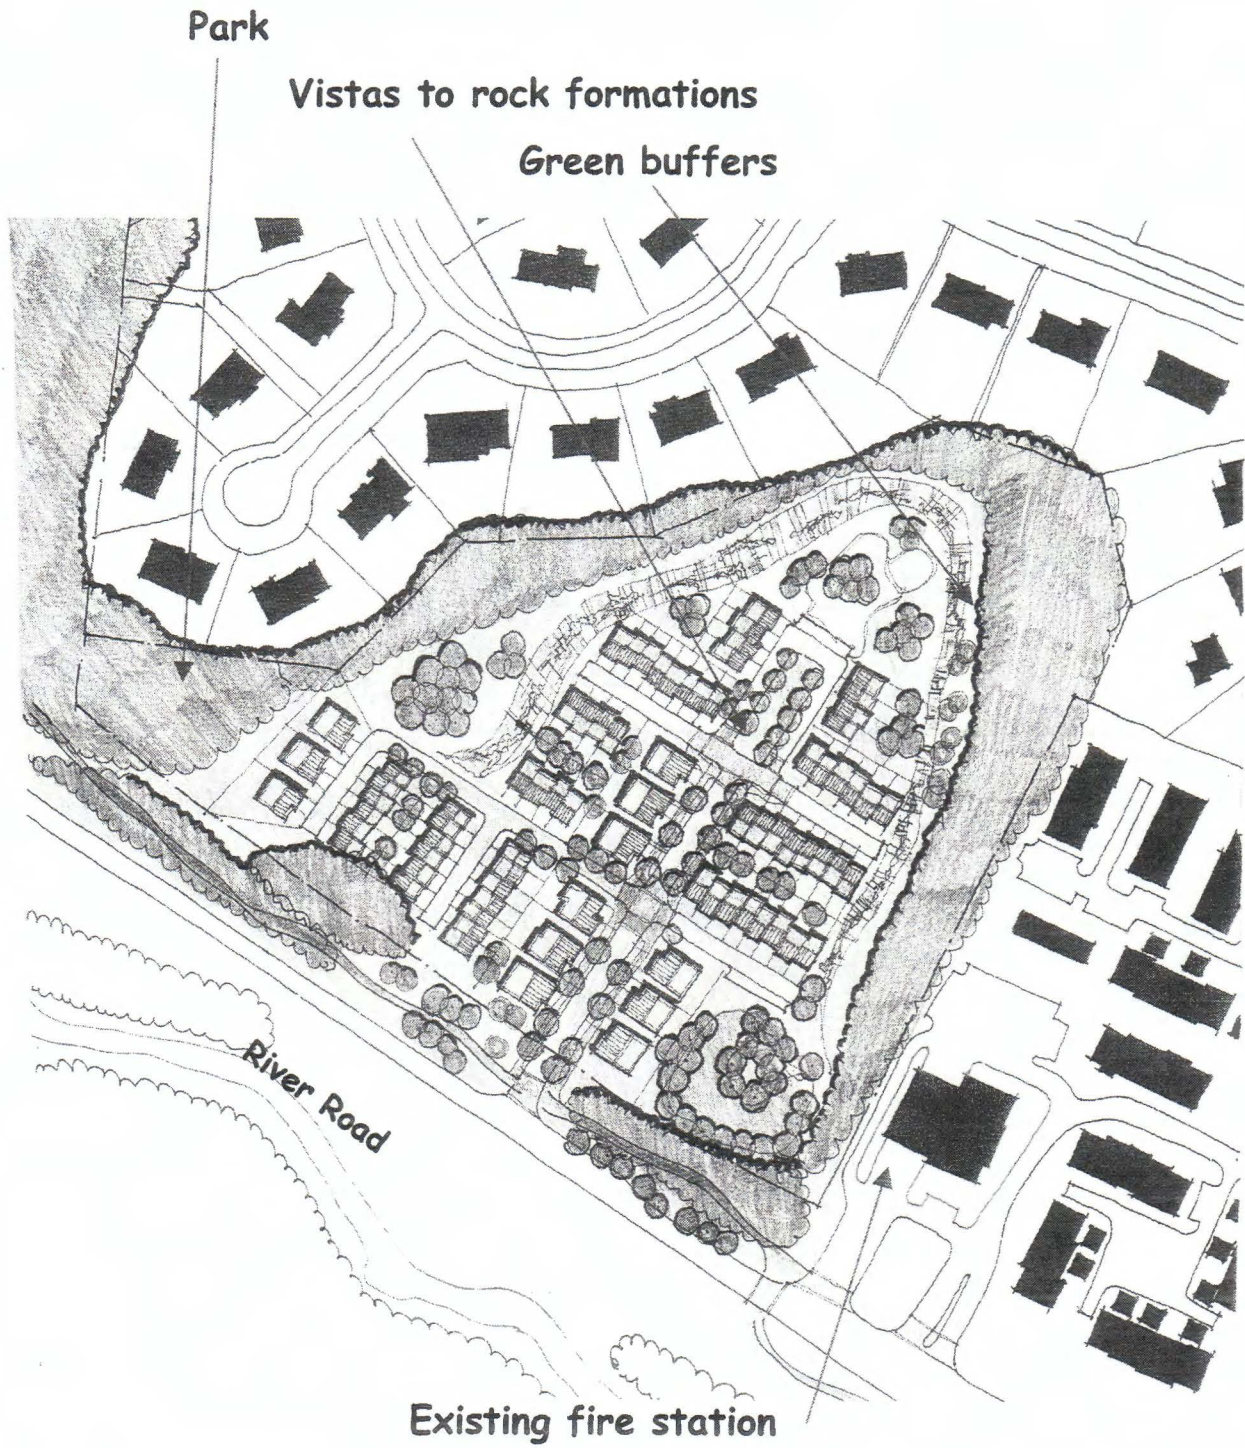 Park
Vistas to rock formations
Green buffers
River Road
Existing fire station